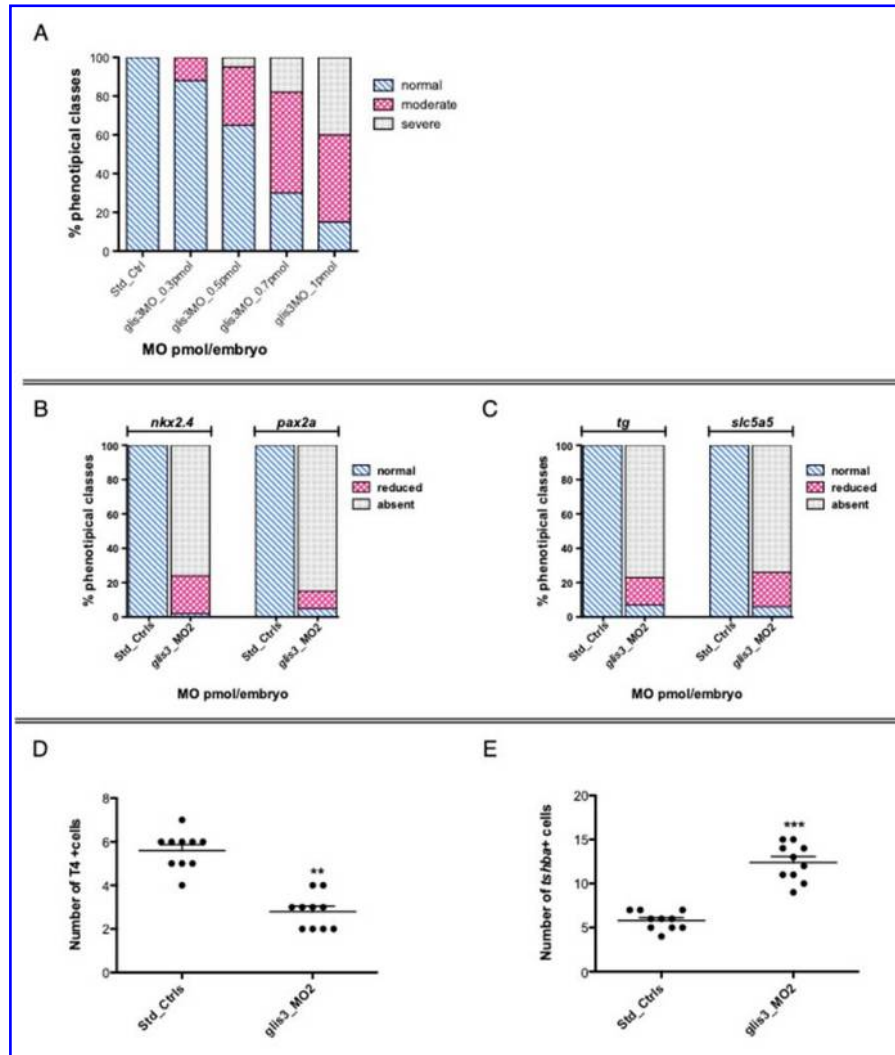 A
% phenotipical classes
100
80
60
40
20
0
normal
moderate
severe
Std_Ctrl
glis3MO_0.3pmol
glis3MO_0.5pmol
glis3MO_0.7pmol
glis3MO_1pmol
MO pmol/embryo
B
nkx2.4
pax2a
% phenotipical classes
100
80
60
40
20
0
normal
reduced
absent
Std_Ctrls
glis3_MO2
Std_Ctrls
glis3_MO2
MO pmol/embryo
C
tg
slc5a5
% phenotipical classes
100
80
60
40
20
0
normal
reduced
absent
Std_Ctrls
glis3_MO2
Std_Ctrls
glis3_MO2
MO pmol/embryo
D
Number of T4 +cells
8
6
4
2
0
**
Std_Ctrls
glis3_MO2
E
Number of tshba+ cells
20
15
10
5
0
***
Std_Ctrls
glis3_MO2